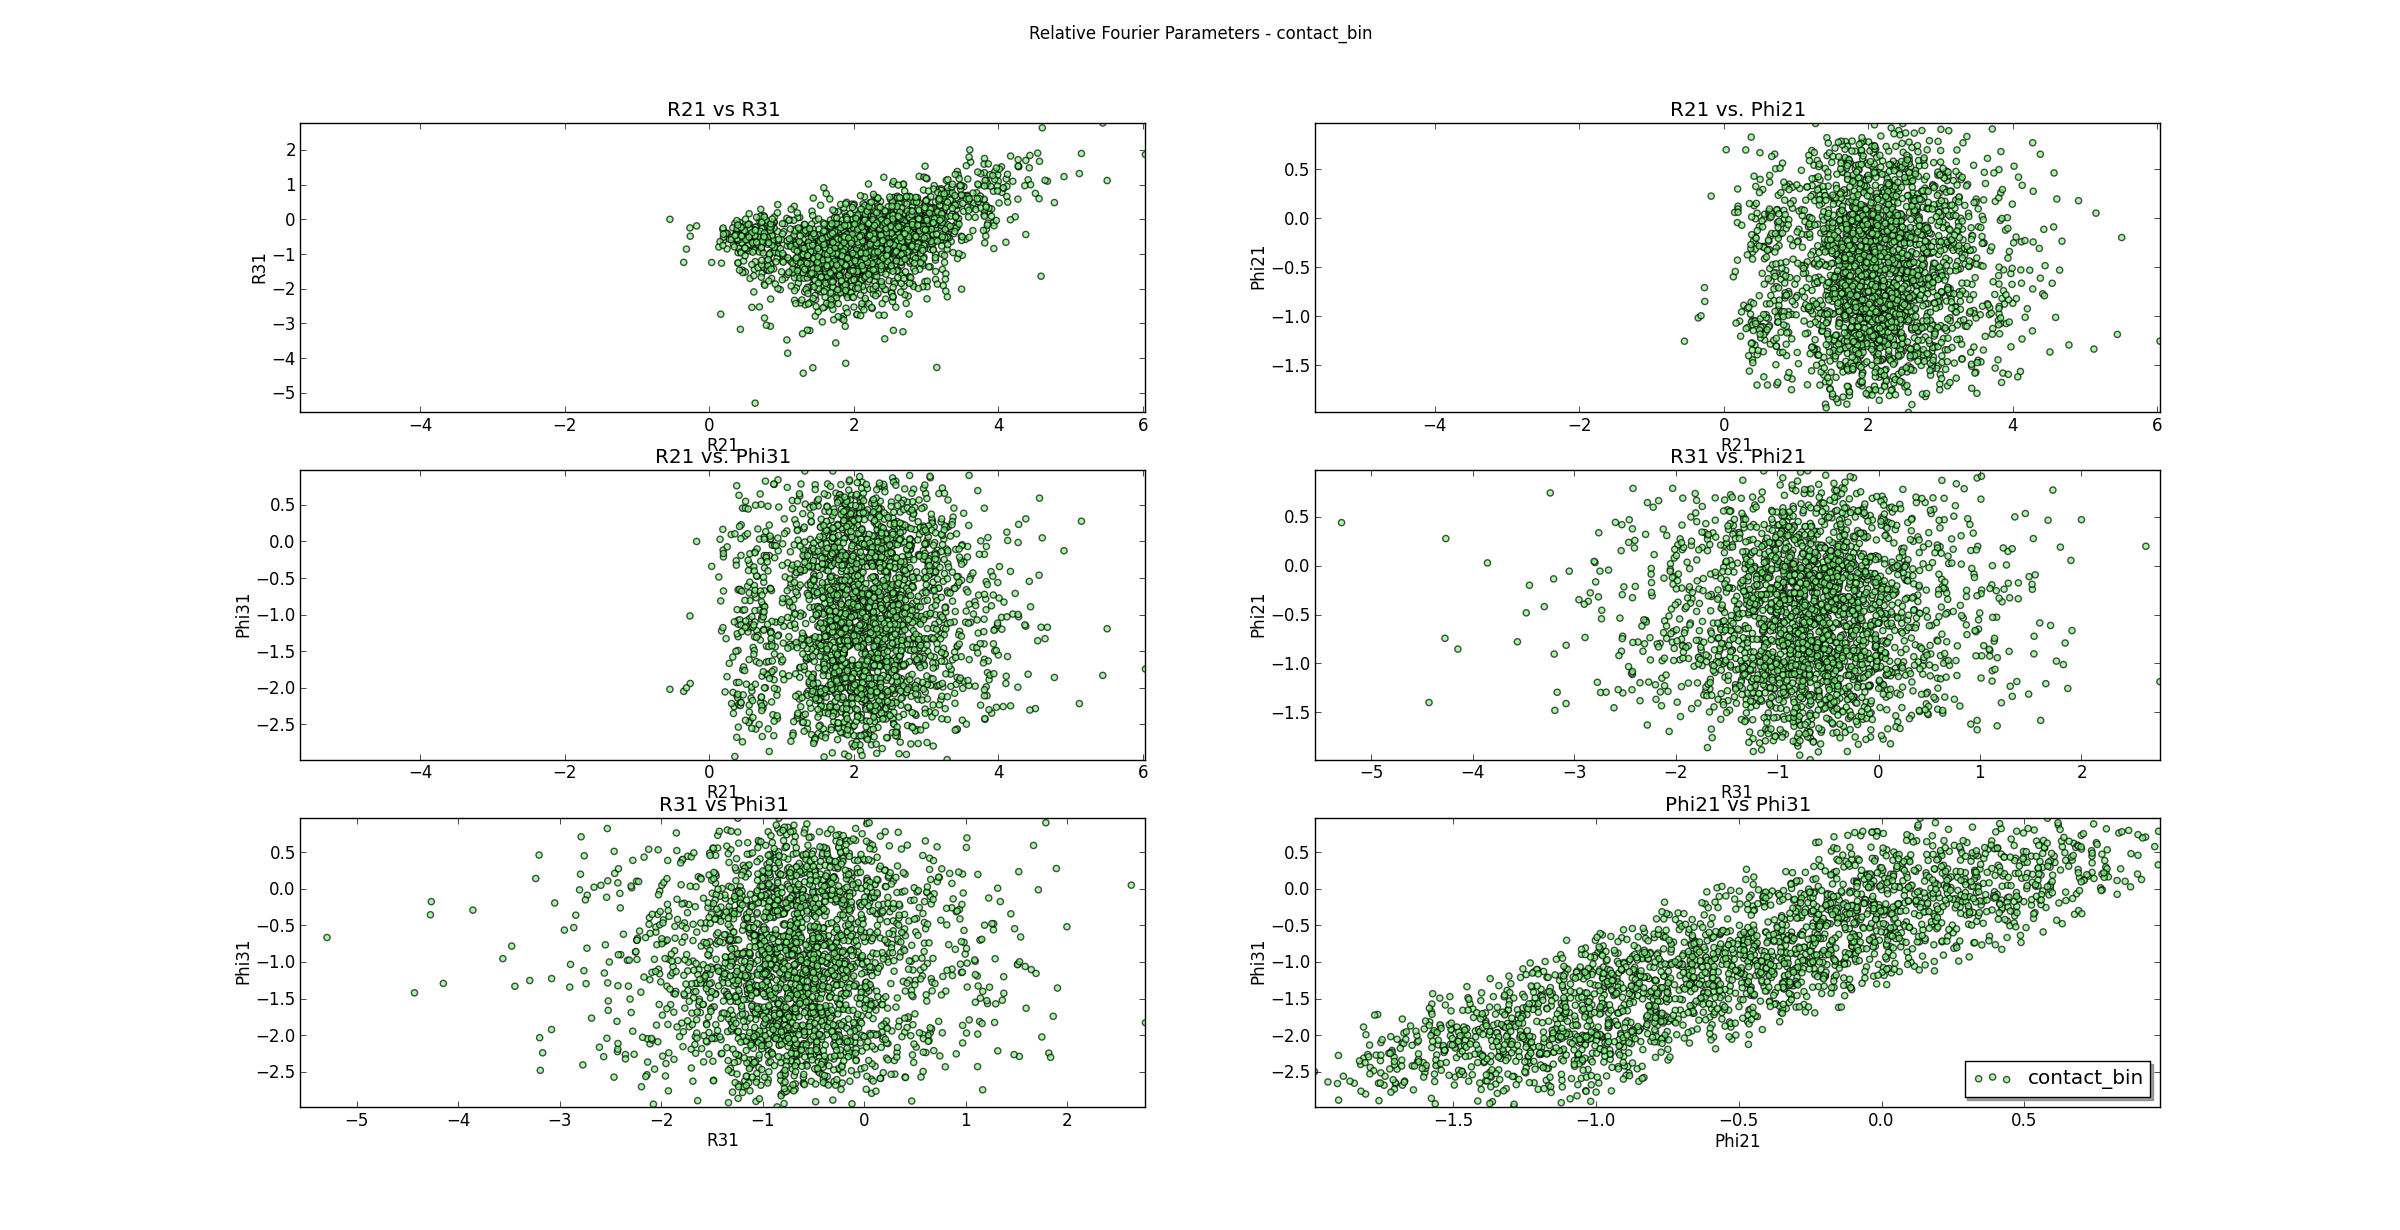 Relative Fourier Parameters - contact_bin
R21 vs R31
R31
2
1
0
−1
−2
−3
−4
−5
−4 −2 0 2 4 6
R21
R21 vs. Phi21
Phi21
0.5
0.0
−0.5
−1.0
−1.5
−4 −2 0 2 4 6
R21
R21 vs. Phi31
Phi31
0.5
0.0
−0.5
−1.0
−1.5
−2.0
−2.5
−4 −2 0 2 4 6
R21
R31 vs. Phi21
Phi21
0.5
0.0
−0.5
−1.0
−1.5
−5 −4 −3 −2 −1 0 1 2
R31
R31 vs Phi31
Phi31
0.5
0.0
−0.5
−1.0
−1.5
−2.0
−2.5
−5 −4 −3 −2 −1 0 1 2
R31
Phi21 vs Phi31
Phi31
0.5
0.0
−0.5
−1.0
−1.5
−2.0
−2.5
contact_bin
−1.5 −1.0 −0.5 0.0 0.5
Phi21